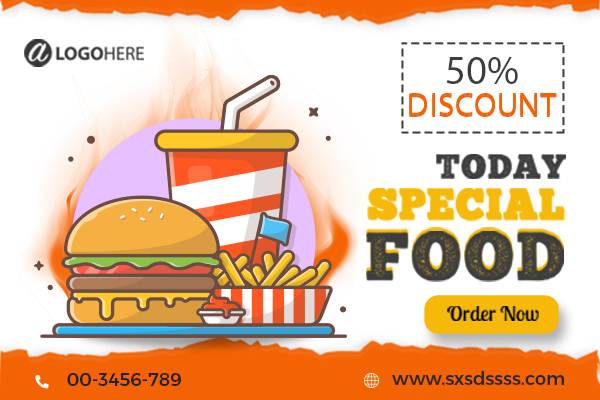 @ LOGOHERE
50%
DISCOUNT
TODAY
SPECIAL
FOOD
Order Now
00-3456-789
www.sxsdssss.com